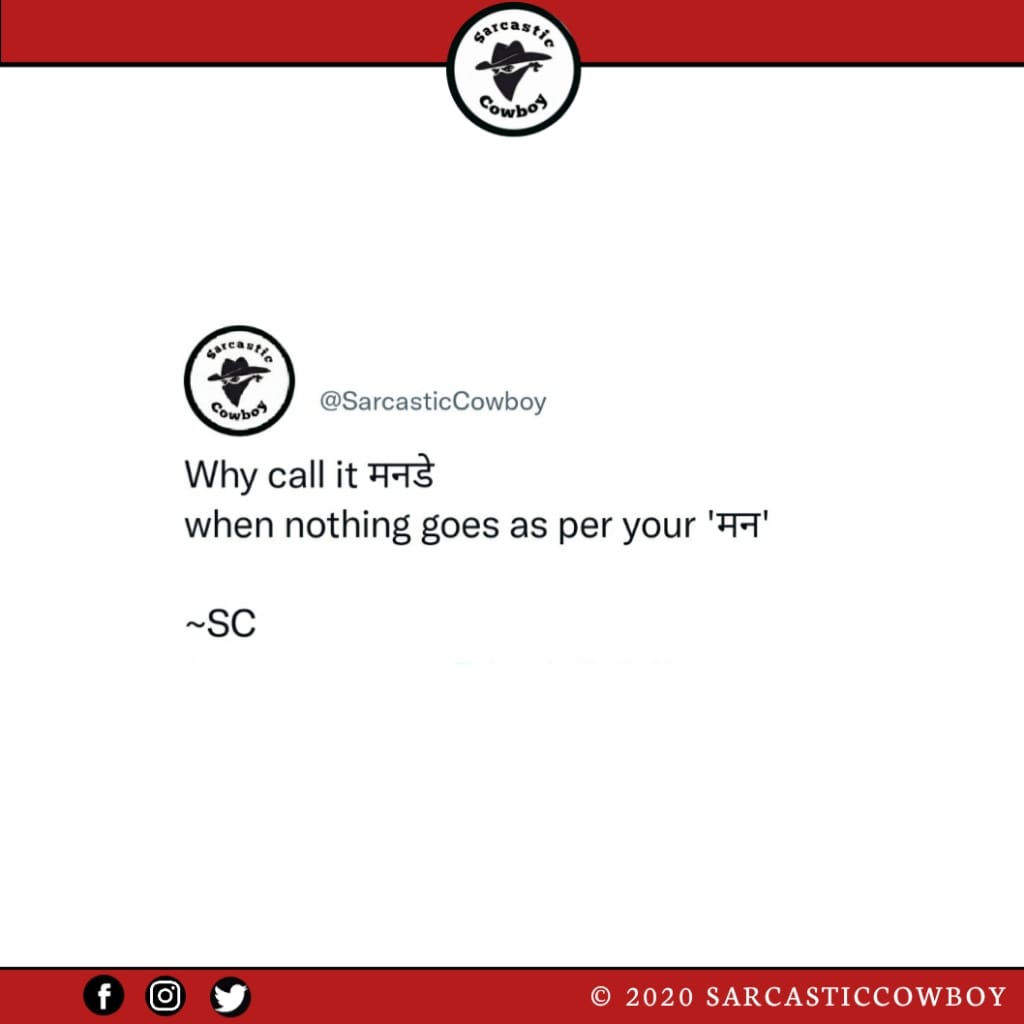 Sarcastic
Cowboy
Sarcastic
Cowboy
@SarcasticCowboy
Why call it मनडे
when nothing goes as per your 'मन'
~SC
© 2020 SARCASTICCOWBOY